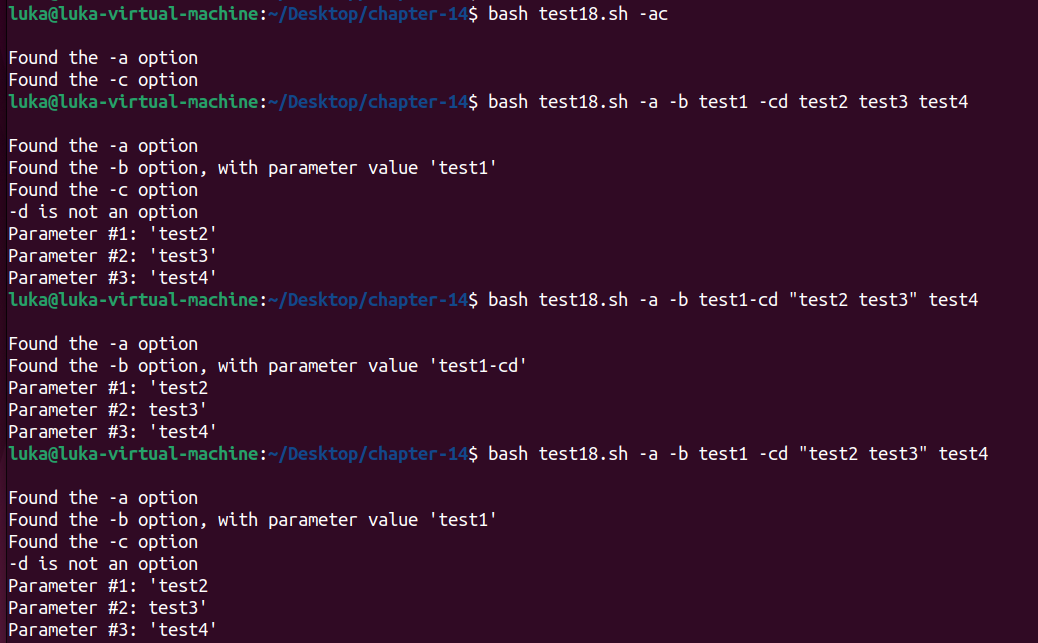 luka@luka-virtual-machine:~/Desktop/chapter-14$ bash test18.sh -ac
Found the -a option
Found the -c option
luka@luka-virtual-machine:~/Desktop/chapter-14$ bash test18.sh -a -b test1 -cd test2 test3 test4
Found the -a option
Found the -b option, with parameter value 'test1'
Found the -c option
-d is not an option
Parameter #1: 'test2'
Parameter #2: 'test3'
Parameter #3: 'test4'
luka@luka-virtual-machine:~/Desktop/chapter-14$ bash test18.sh -a -b test1-cd "test2 test3" test4
Found the -a option
Found the -b option, with parameter value 'test1-cd'
Parameter #1: 'test2
Parameter #2: test3'
Parameter #3: 'test4'
luka@luka-virtual-machine:~/Desktop/chapter-14$ bash test18.sh -a -b test1 -cd "test2 test3" test4
Found the -a option
Found the -b option, with parameter value 'test1'
Found the -c option
-d is not an option
Parameter #1: 'test2
Parameter #2: test3'
Parameter #3: 'test4'